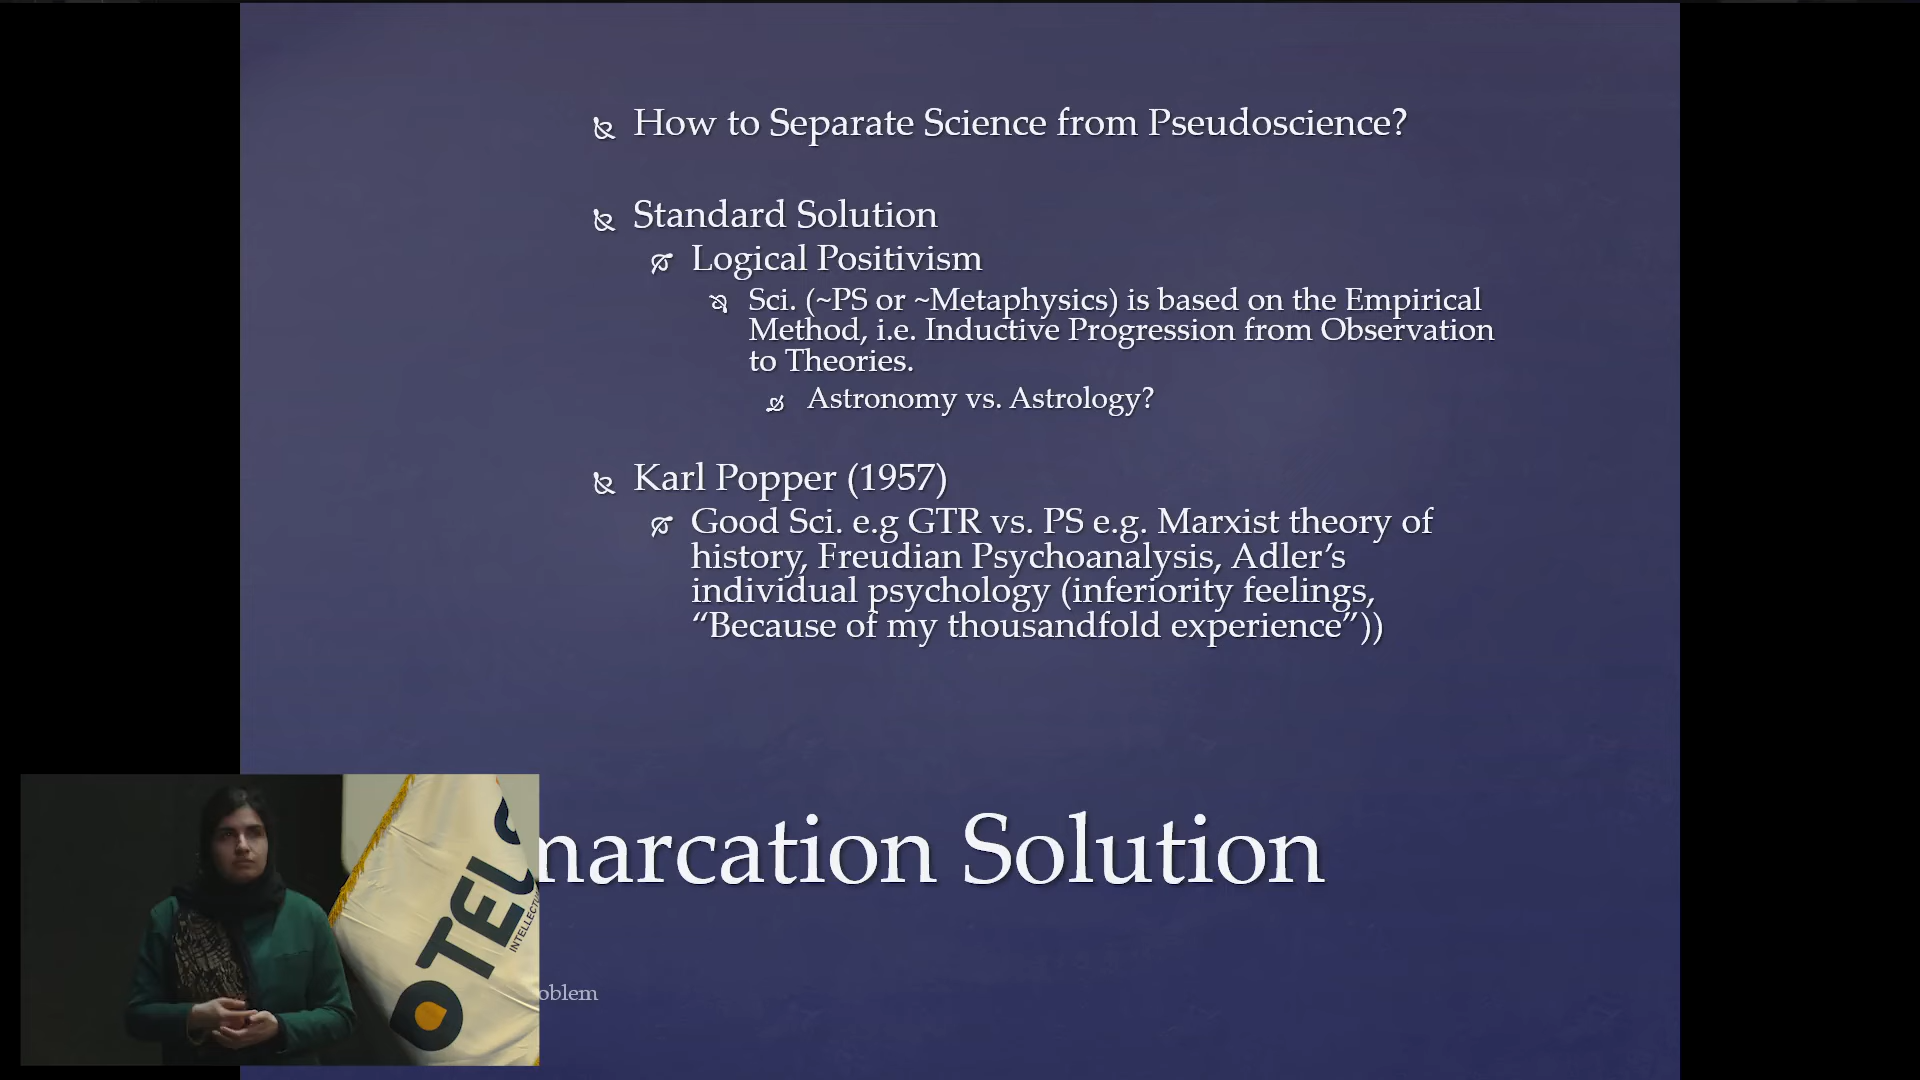 How to Separate Science from Pseudoscience?
Standard Solution
Logical Positivism
Sci. (~PS or ~Metaphysics) is based on the Empirical
Method, i.e. Inductive Progression from Observation
to Theories.
Astronomy vs. Astrology?
Karl Popper (1957)
Good Sci. e.g GTR vs. PS e.g. Marxist theory of
history, Freudian Psychoanalysis, Adler’s
individual psychology (inferiority feelings,
“Because of my thousandfold experience”))
marcation Solution
oblem